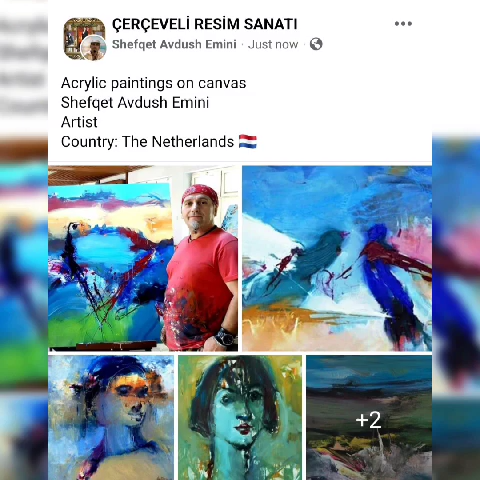 ÇERÇEVELİ RESİM SANATI
Shefqet Avdush Emini · Just now ·
Acrylic paintings on canvas
Shefqet Avdush Emini
Artist
Country: The Netherlands 🇳🇱
+2